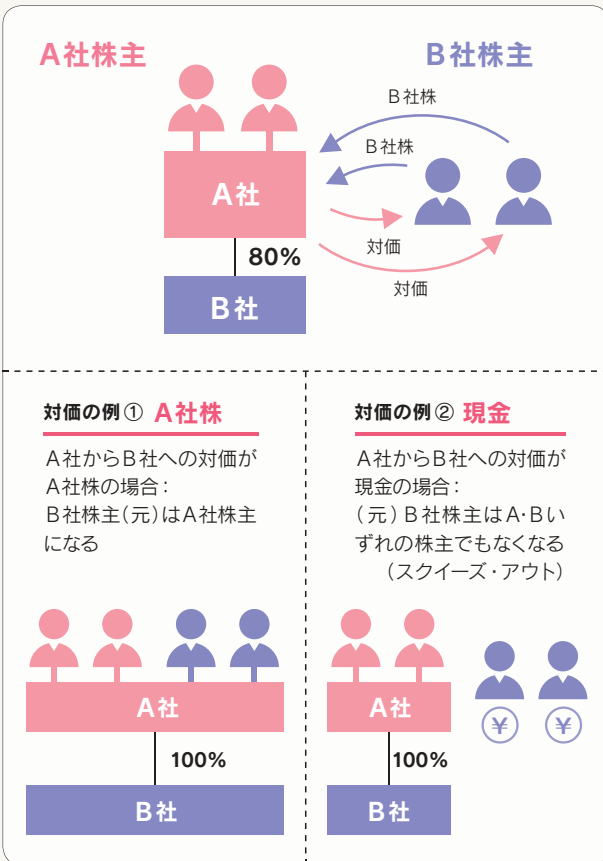 A社株主
B社株主
B社株
B社株
A社
対価
80%
対価
B社
対価の例① A社株
A社からB社への対価が
A社株の場合：
B社株主（元）はA社株主
になる
A社
100%
B社
対価の例② 現金
A社からB社への対価が
現金の場合：
（元）B社株主はA・Bい
ずれの株主でもなくなる
（スクイーズ・アウト）
A社
¥
¥
100%
B社